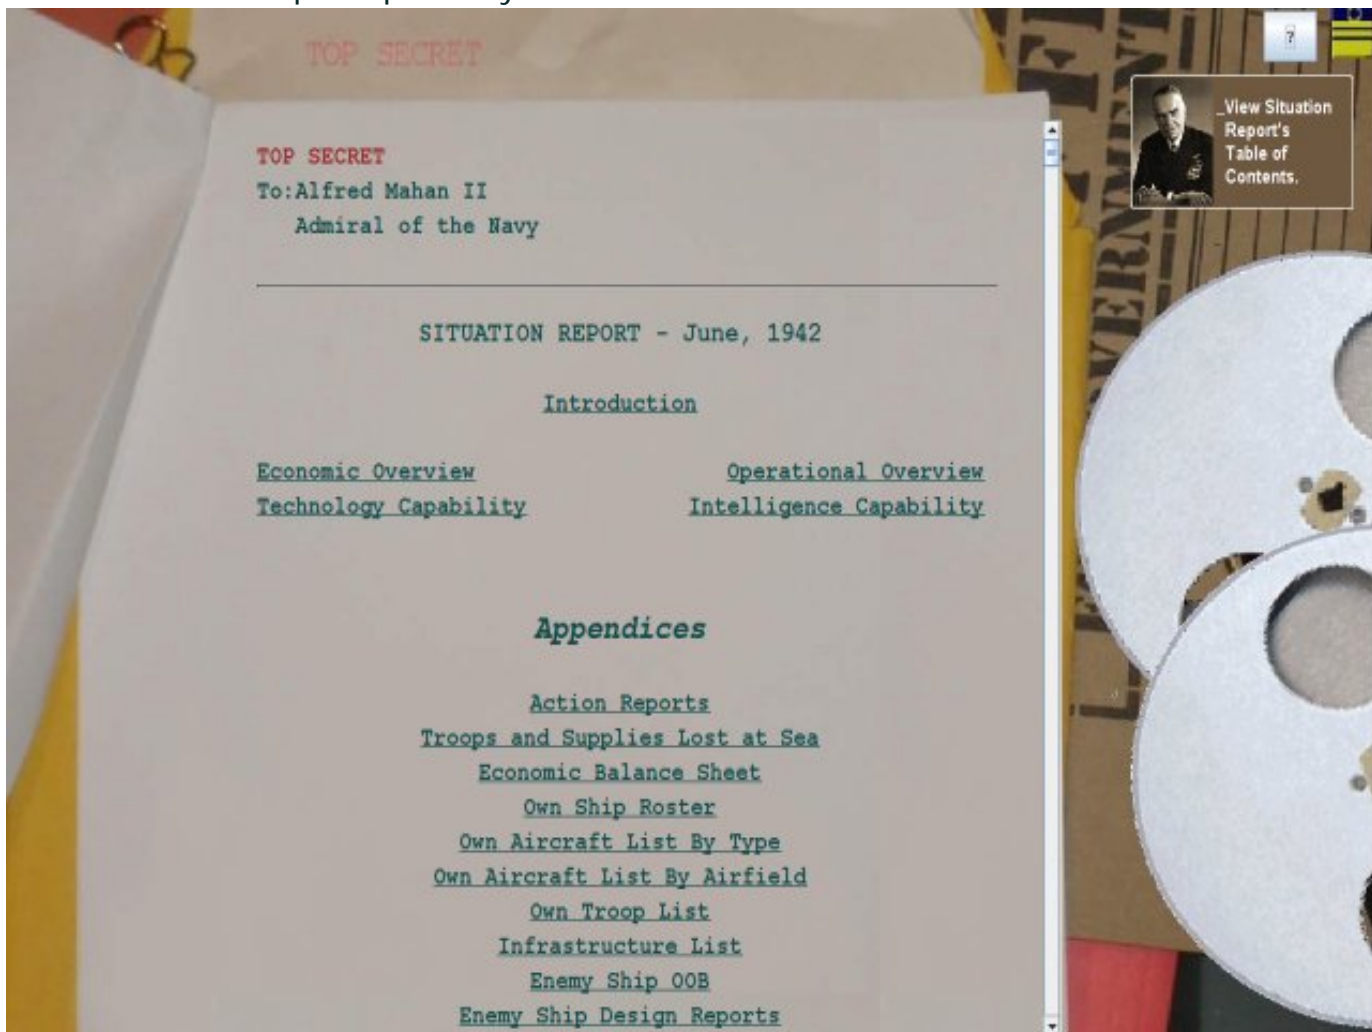 TOP SECRET
TOP SECRET
To:Alfred Mahan II
Admiral of the Navy
SITUATION REPORT - June, 1942
Introduction
Economic Overview
Operational Overview
Technology Capability
Intelligence Capability
Appendices
Action Reports
Troops and Supplies Lost at Sea
Economic Balance Sheet
Own Ship Roster
Own Aircraft List By Type
Own Aircraft List By Airfield
Own Troop List
Infrastructure List
Enemy Ship OOB
Enemy Ship Design Reports
?
_View Situation
Report's
Table of
Contents.